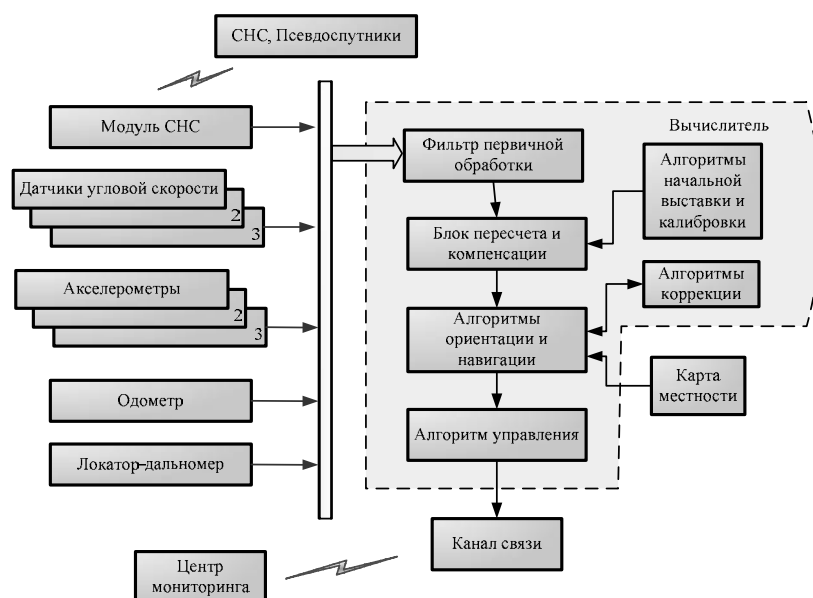 СНС, Псевдоспутники
Модуль СНС
Датчики угловой скорости
2
3
Акселерометры
2
3
Одометр
Локатор-дальномер
Вычислитель
Фильтр первичной
обработки
Алгоритмы
начальной
выставки и
калибровки
Блок пересчета и
компенсации
Алгоритмы
коррекции
Алгоритмы
ориентации и
навигации
Карта
местности
Алгоритм управления
Канал связи
Центр
мониторинга